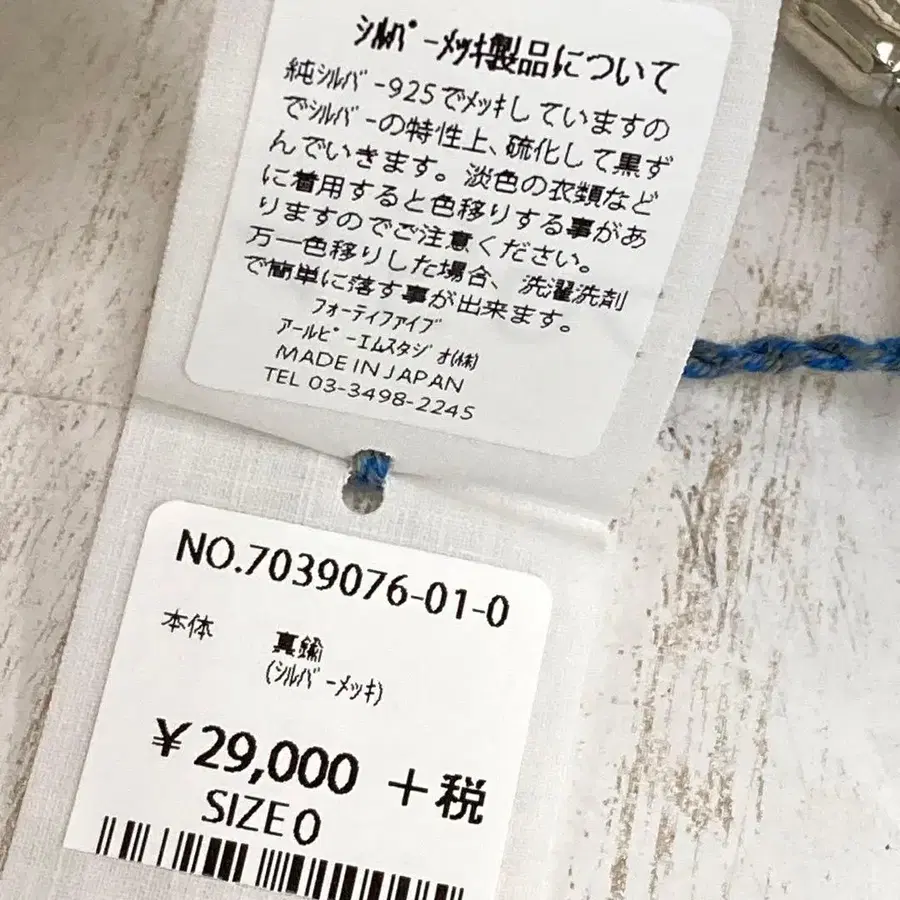 ｼﾙﾊﾟｰﾒｯｷ製品について
純ｼﾙﾊﾞｰ925でﾒｯｷしていますの
でｼﾙﾊﾞｰの特性上、硫化して黒ず
んでいきます。淡色の衣類など
に着用すると色移りする事があ
りますのでご注意ください。
万一色移りした場合、洗濯洗剤
で簡単に落す事が出来ます。
フォーティファイブ
アールピーエムスタジオ(株)
MADE IN JAPAN
TEL 03-3498-2245
NO.7039076-01-0
本体 真鍮
(ｼﾙﾊﾞｰﾒｯｷ)
¥29,000 +税
SIZE 0